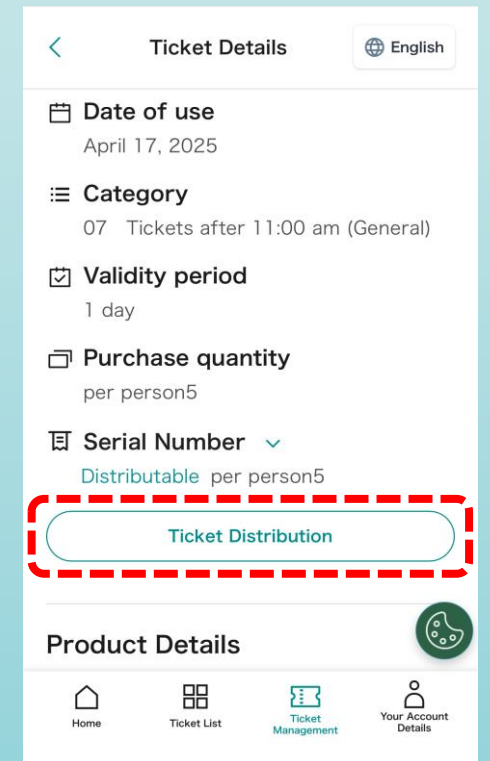 Ticket Details
English
Date of use
April 17, 2025
Category
07 Tickets after 11:00 am (General)
Validity period
1 day
Purchase quantity
per person5
Serial Number
Distributable per person5
Ticket Distribution
Product Details
Home
Ticket List
Ticket
Management
Your Account
Details